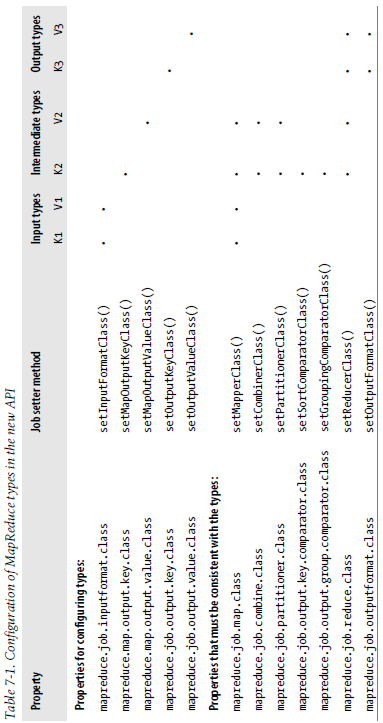 Table 7-1. Configuration of MapReduce types in the new API
Property Job setter method Input types Intermediate types Output types
K1 V1 K2 V2 K3 V3
Properties for configuring types:
mapreduce.job.inputformat.class setInputFormatClass() • •
mapreduce.map.output.key.class setMapOutputKeyClass() •
mapreduce.map.output.value.class setMapOutputValueClass() •
mapreduce.job.output.key.class setOutputKeyClass() •
mapreduce.job.output.value.class setOutputValueClass() •
Properties that must be consistent with the types:
mapreduce.job.map.class setMapperClass() • • • •
mapreduce.job.combine.class setCombinerClass() • •
mapreduce.job.partitioner.class setPartitionerClass() • •
mapreduce.job.output.key.comparator.class setSortComparatorClass() •
mapreduce.job.output.group.comparator.class setGroupingComparatorClass() •
mapreduce.job.reduce.class setReducerClass() • • • •
mapreduce.job.outputformat.class setOutputFormatClass() • •